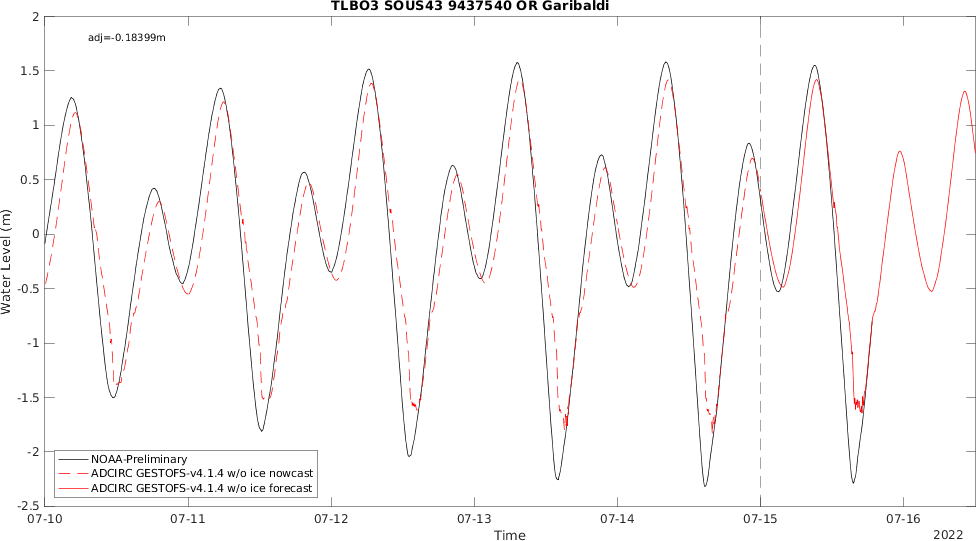 TLBO3 SOUS43 9437540 OR Garibaldi
adj=-0.18399m
2
1.5
1
0.5
0
-0.5
-1
-1.5
-2
-2.5
Water Level (m)
NOAA-Preliminary
ADCIRC GESTOFS-v4.1.4 w/o ice nowcast
ADCIRC GESTOFS-v4.1.4 w/o ice forecast
07-10 07-11 07-12 07-13 07-14 07-15 07-16
Time
2022